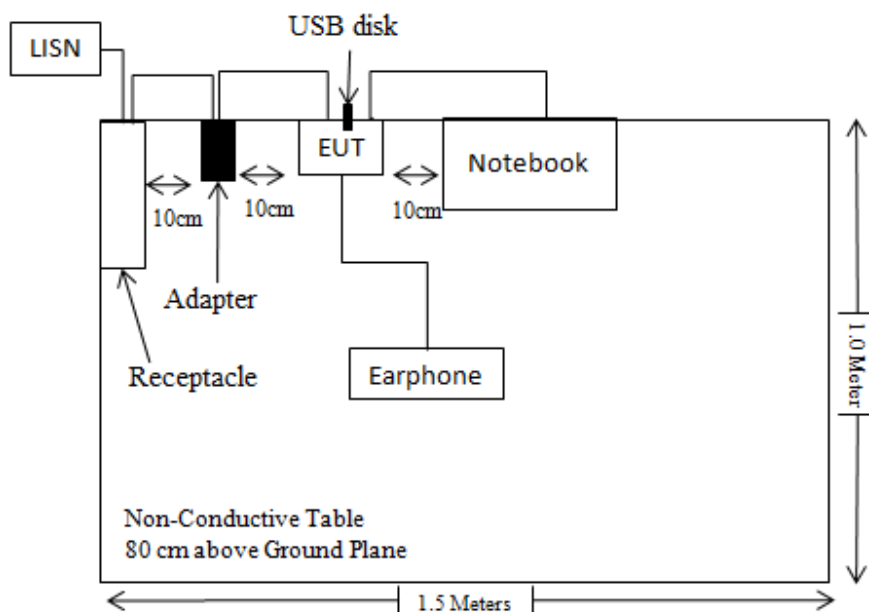 USB disk
LISN
EUT
Notebook
10cm
10cm
10cm
Adapter
Receptacle
Earphone
1.0 Meter
Non-Conductive Table
80 cm above Ground Plane
1.5 Meters